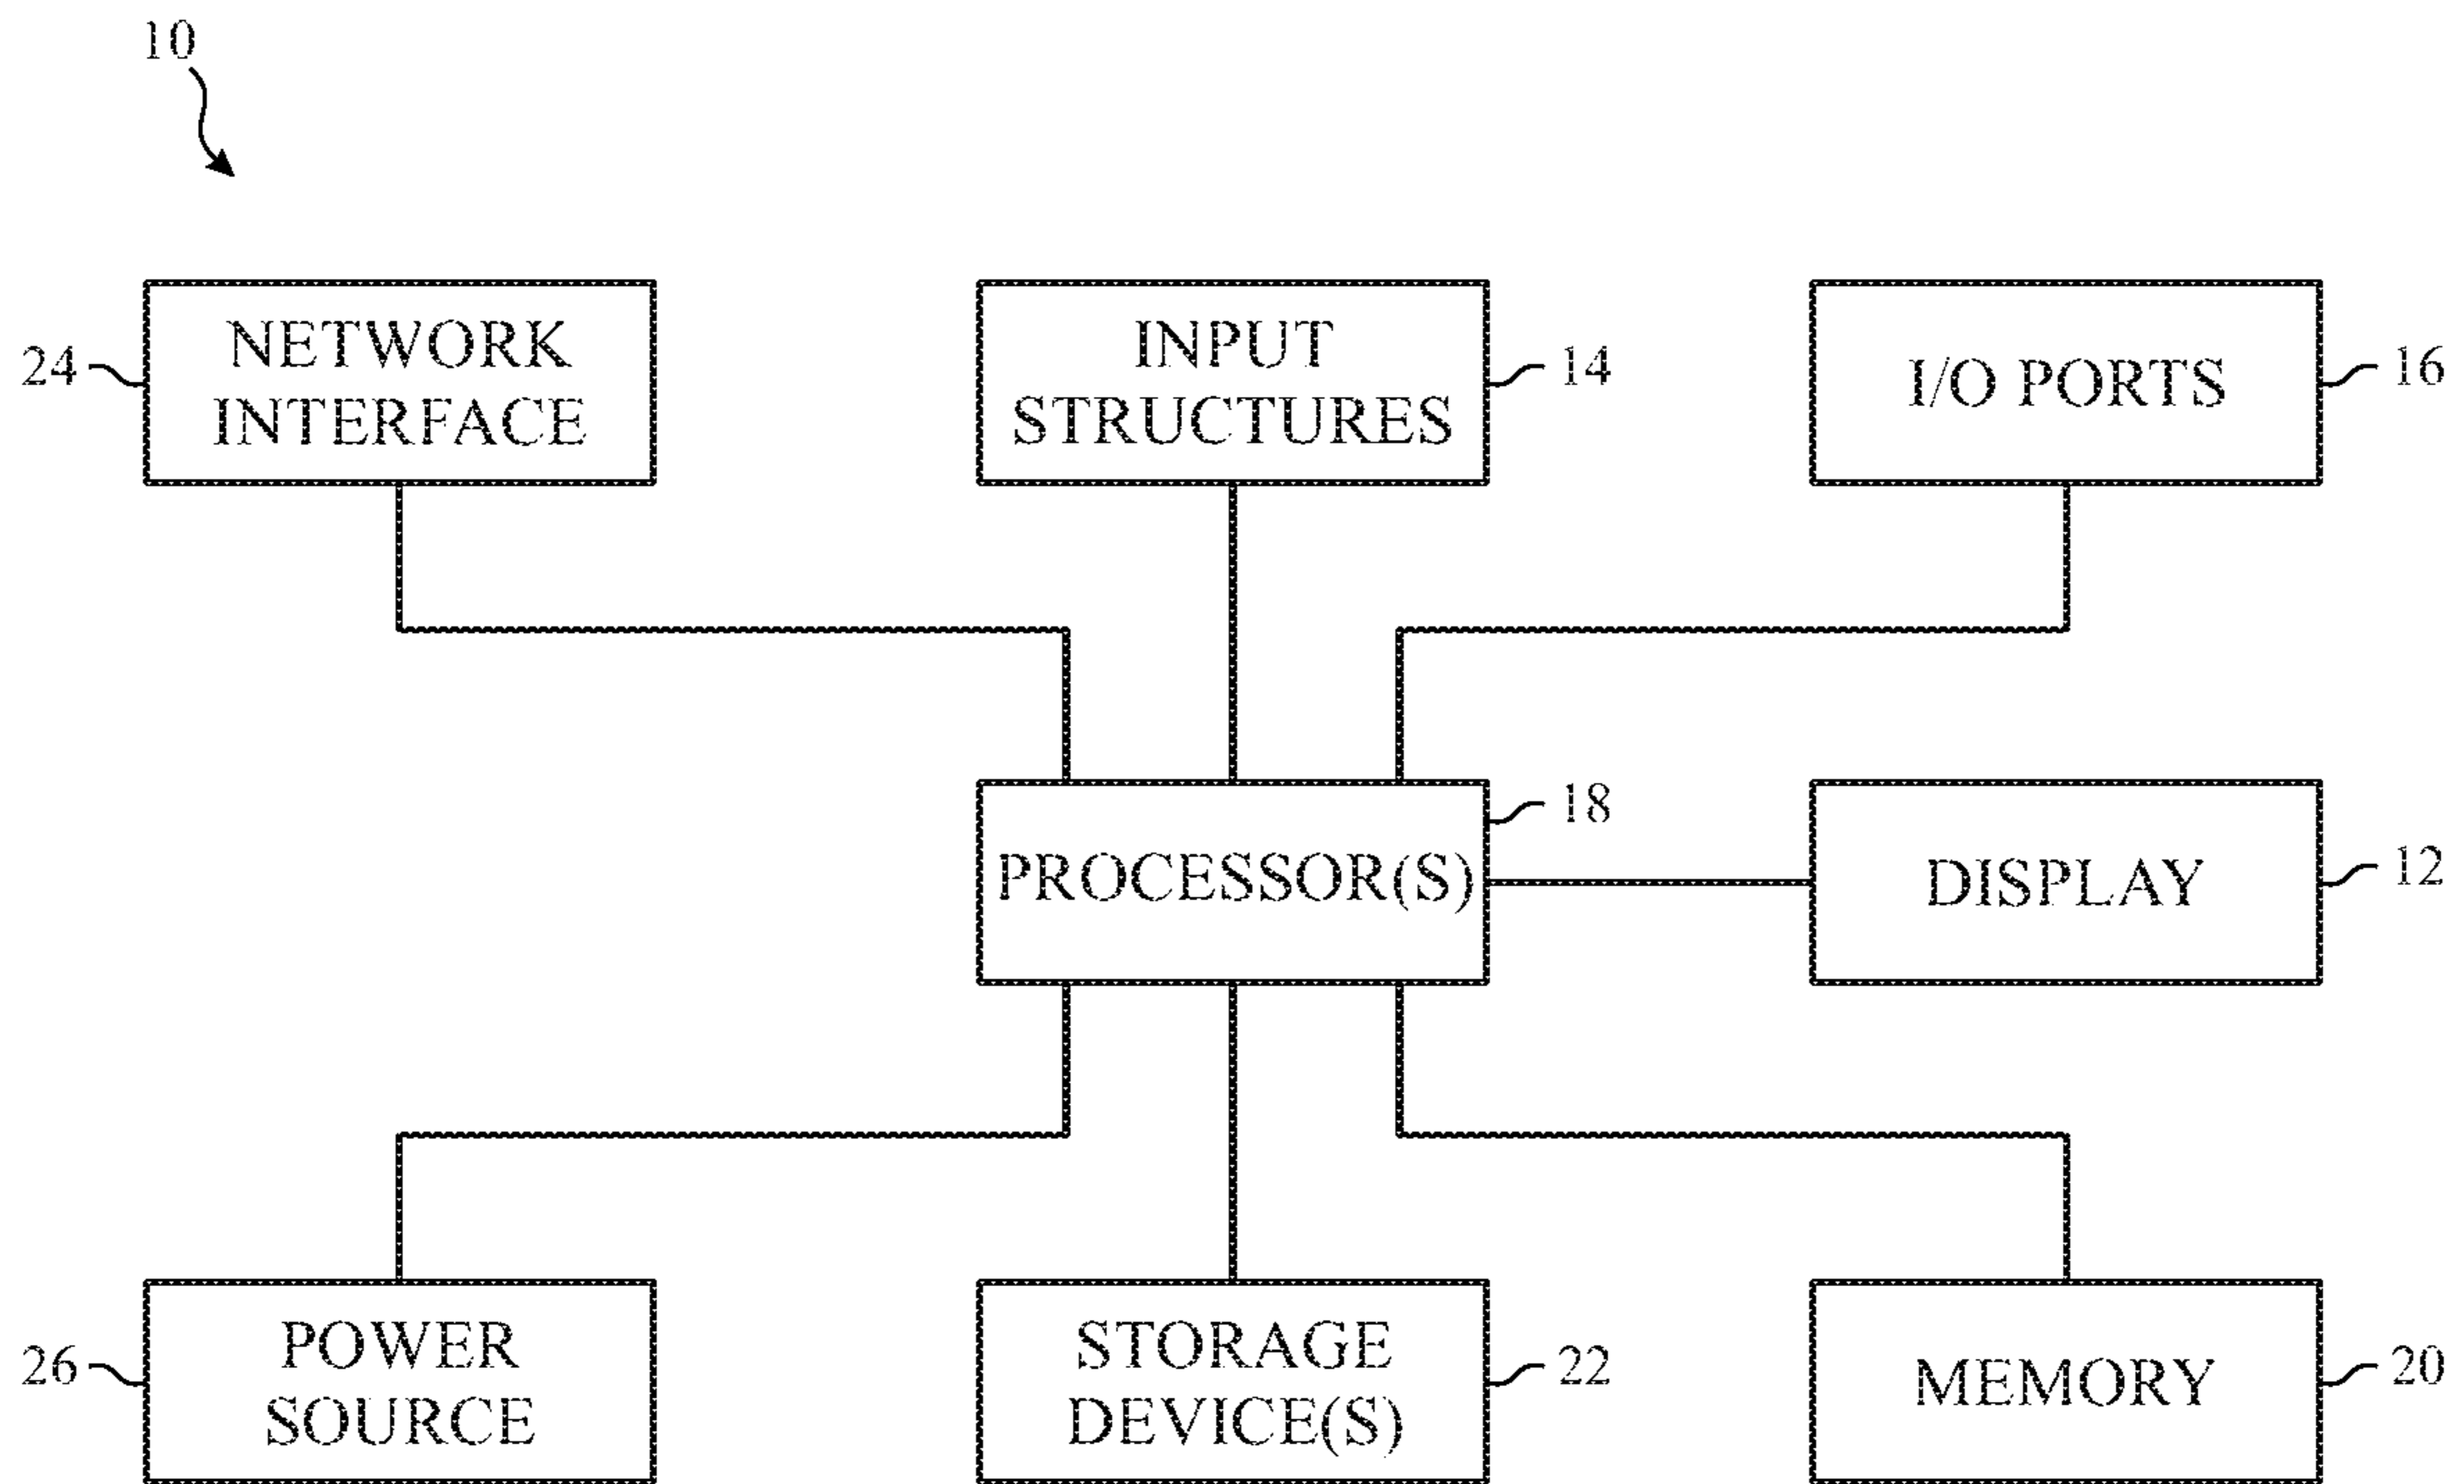 10
NETWORK
INTERFACE
24
INPUT
STRUCTURES
14
I/O PORTS
16
PROCESSOR(S)
18
DISPLAY
12
POWER
SOURCE
26
STORAGE
DEVICE(S)
22
MEMORY
20